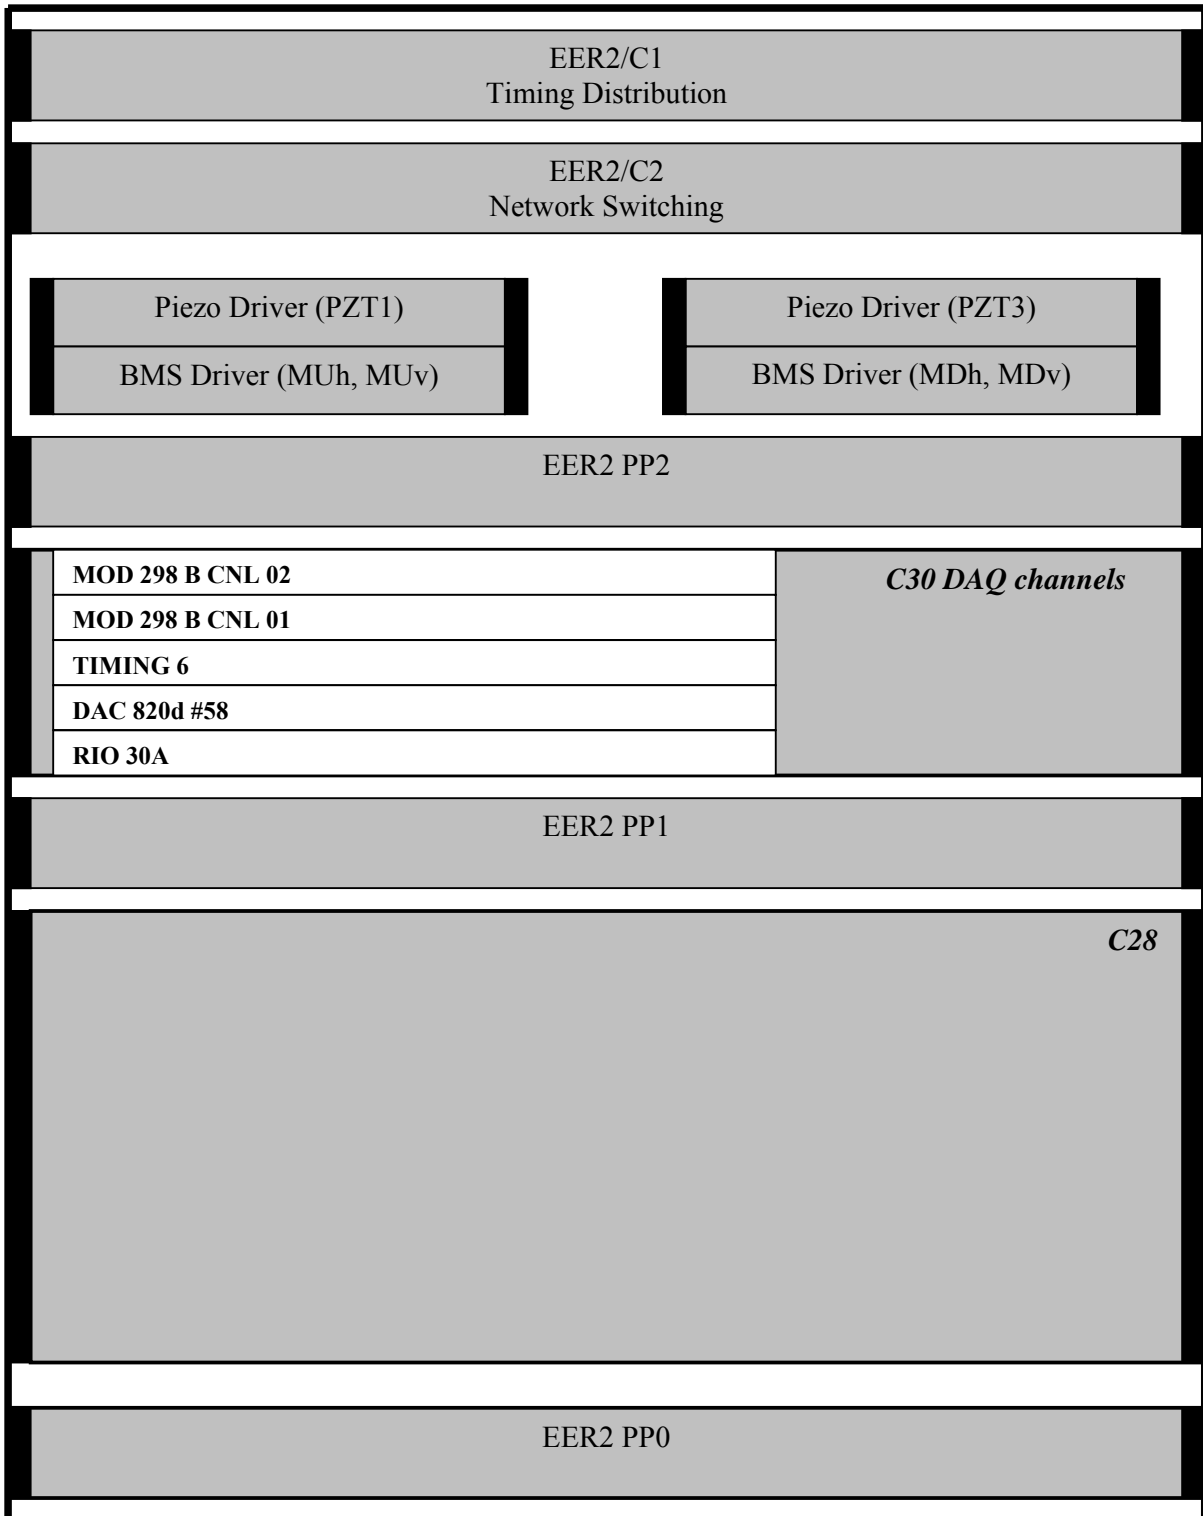 EER2/C1
Timing Distribution
EER2/C2
Network Switching
Piezo Driver (PZT1)
BMS Driver (MUh, MUv)
Piezo Driver (PZT3)
BMS Driver (MDh, MDv)
EER2 PP2
MOD 298 B CNL 02
MOD 298 B CNL 01
TIMING 6
DAC 820d #58
RIO 30A
C30 DAQ channels
EER2 PP1
C28
EER2 PP0